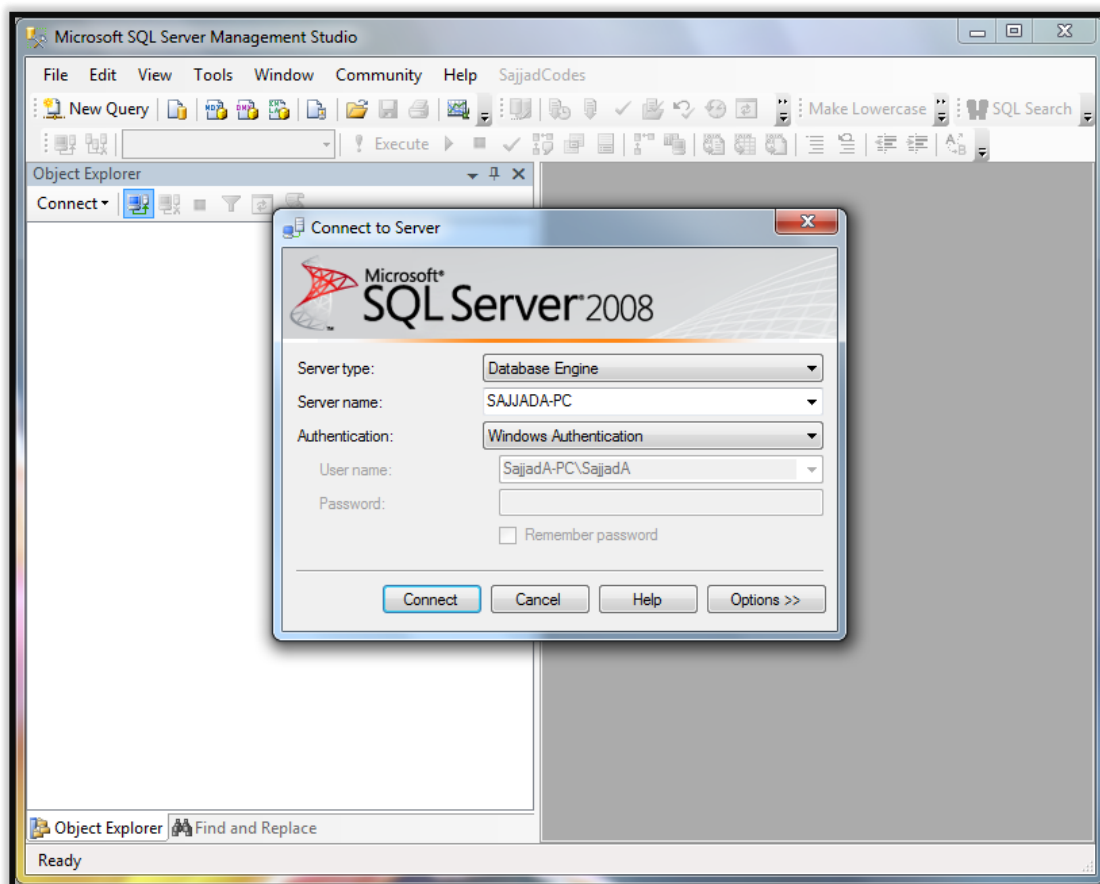 Microsoft SQL Server Management Studio
File Edit View Tools Window Community Help SajjadCodes
New Query Make Lowercase SQL Search
Execute
Object Explorer
Connect
Connect to Server
Microsoft®
SQL Server® 2008
Server type: Database Engine
Server name: SAJJADA-PC
Authentication: Windows Authentication
User name: SajjadA-PC\SajjadA
Password:
Remember password
Connect Cancel Help Options >>
Object Explorer Find and Replace
Ready